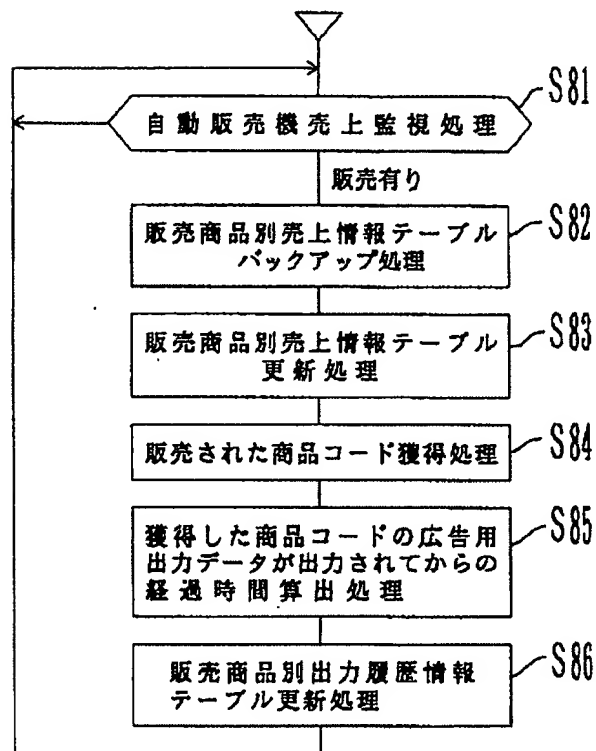 S81
自動販売機売上監視処理
販売有り
S82
販売商品別売上情報テーブル
バックアップ処理
S83
販売商品別売上情報テーブル
更新処理
S84
販売された商品コード獲得処理
S85
獲得した商品コードの広告用
出力データが出力されてからの
経過時間算出処理
S86
販売商品別出力履歴情報
テーブル更新処理